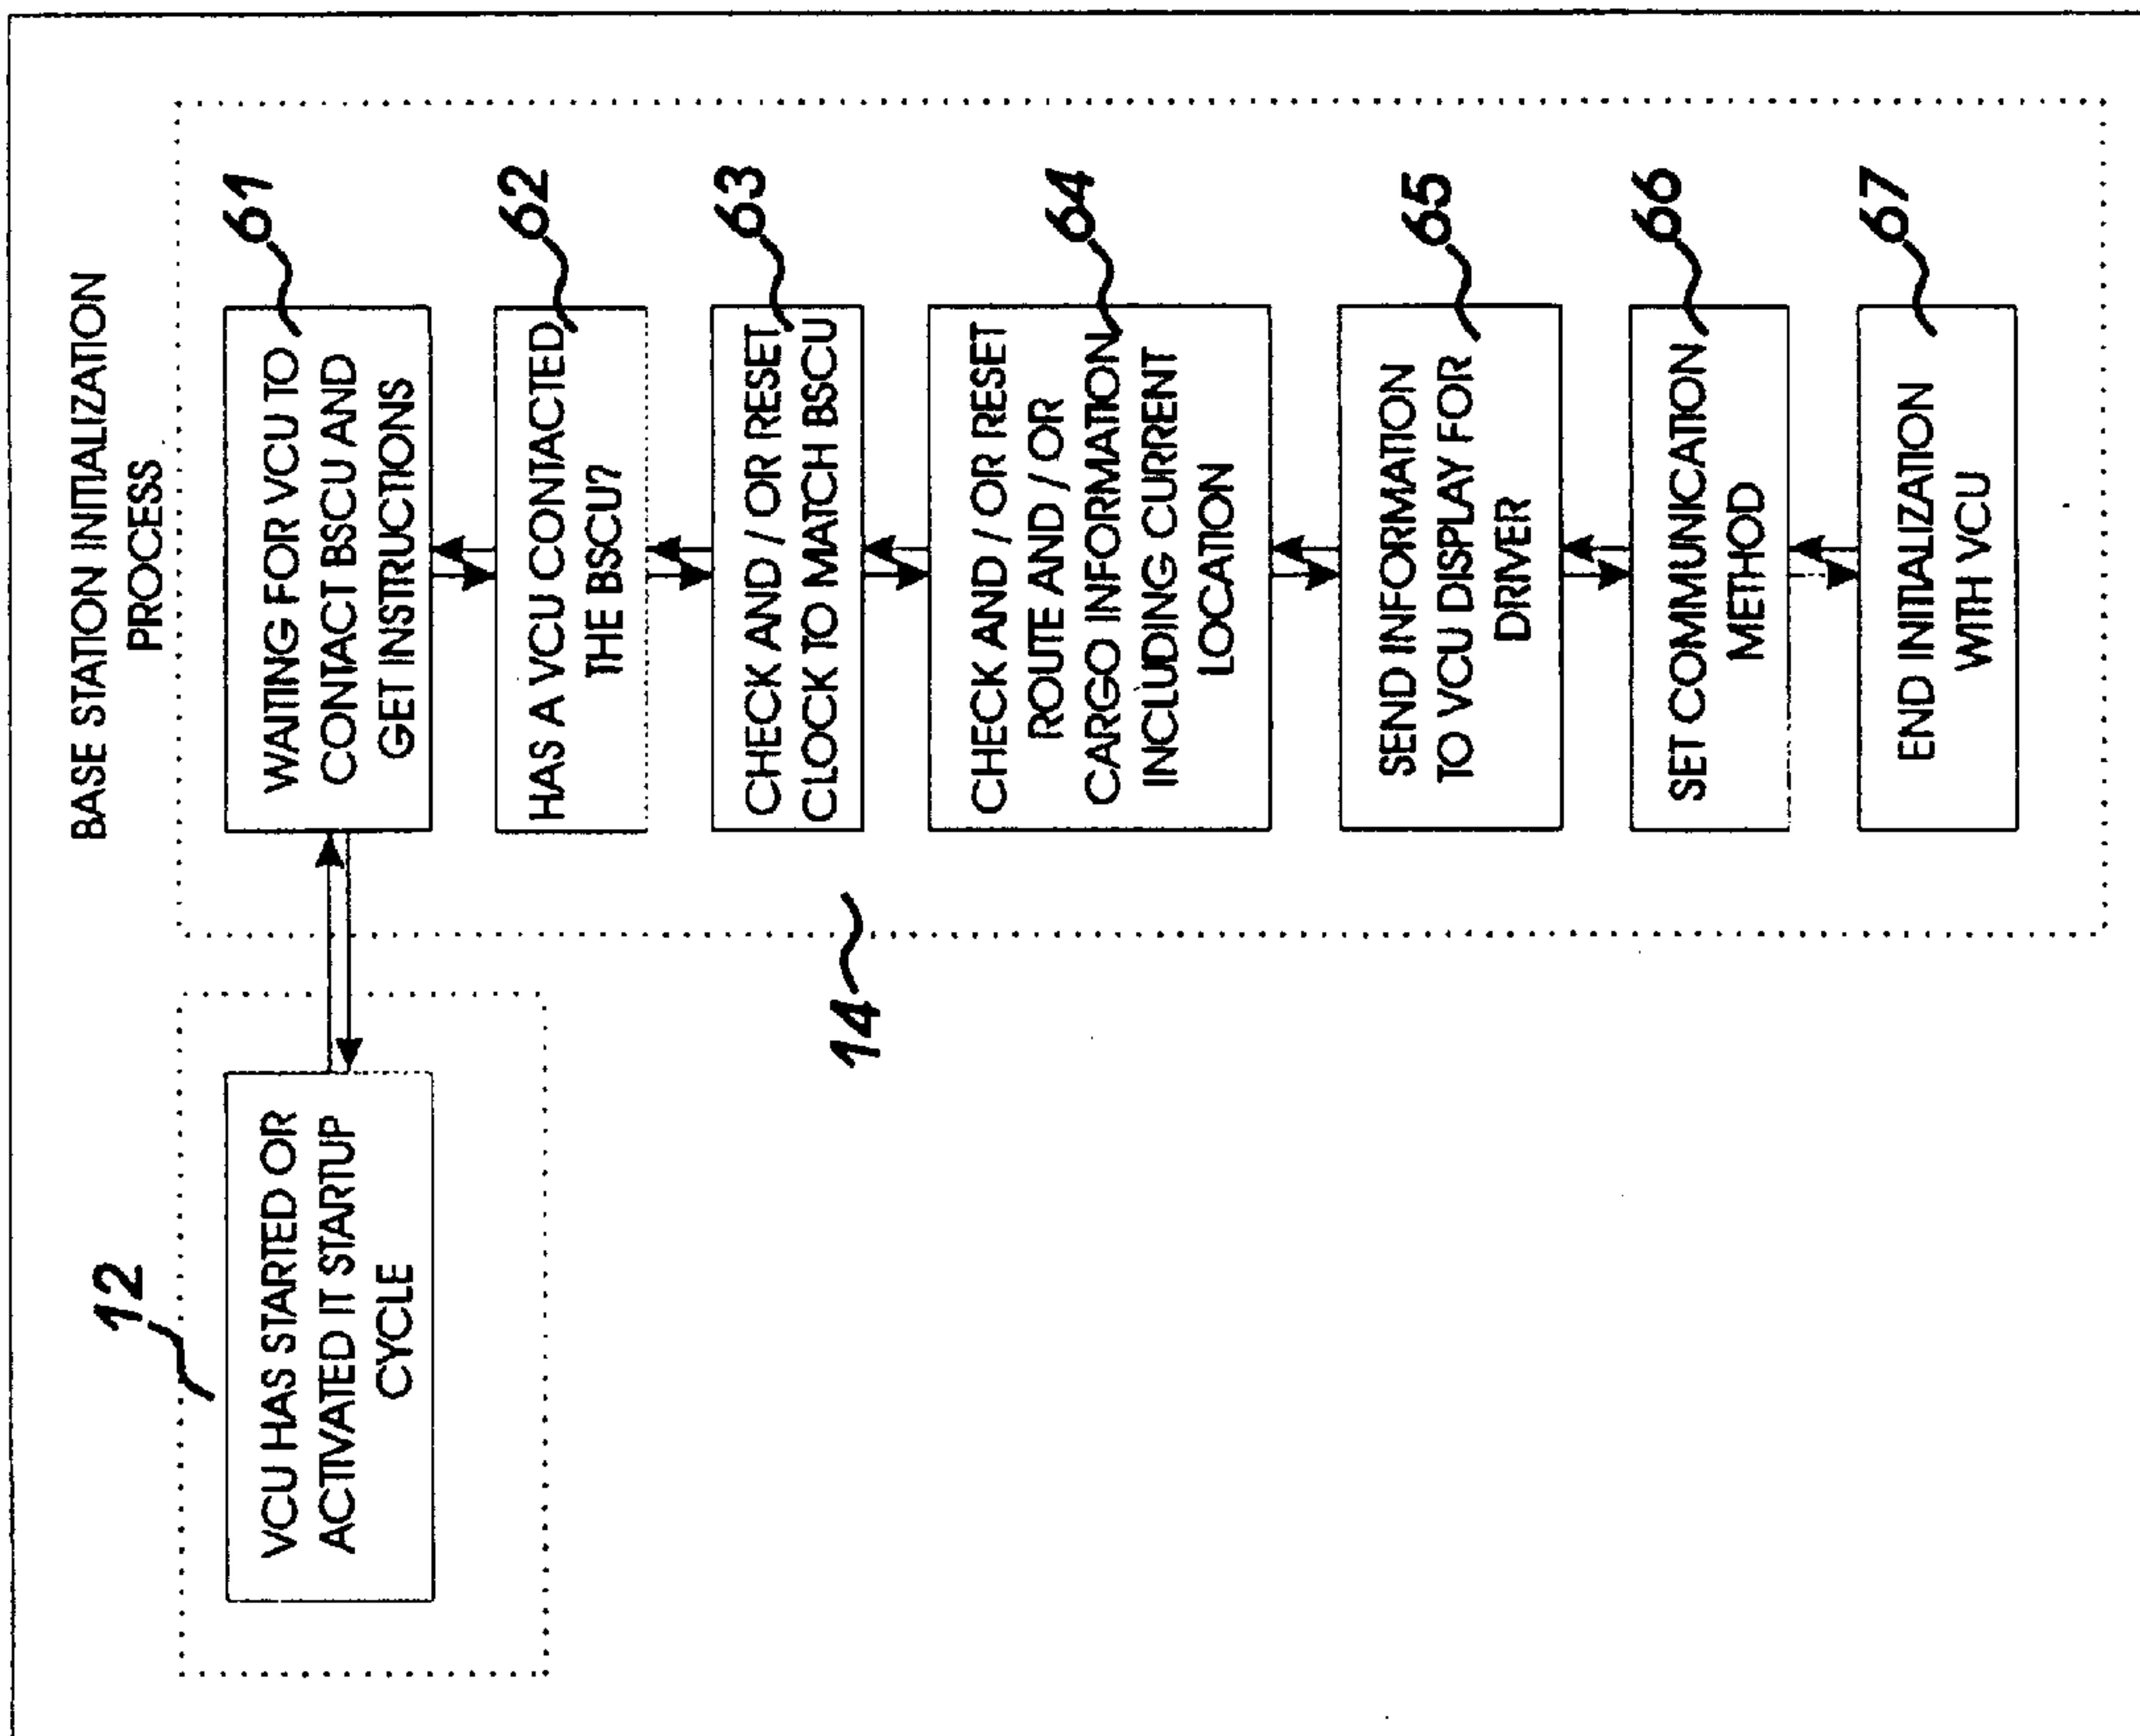 BASE STATION INITIALIZATION
PROCESS
12
VCU HAS STARTED OR
ACTIVATED IT STARTUP
CYCLE
14
WAITING FOR VCU TO
CONTACT BSCU AND
GET INSTRUCTIONS
61
HAS A VCU CONTACTED
THE BSCU?
62
CHECK AND / OR RESET
CLOCK TO MATCH BSCU
63
CHECK AND / OR RESET
ROUTE AND / OR
CARGO INFORMATION
INCLUDING CURRENT
LOCATION
64
SEND INFORMATION
TO VCU DISPLAY FOR
DRIVER
65
SET COMMUNICATION
METHOD
66
END INITIALIZATION
WITH VCU
67